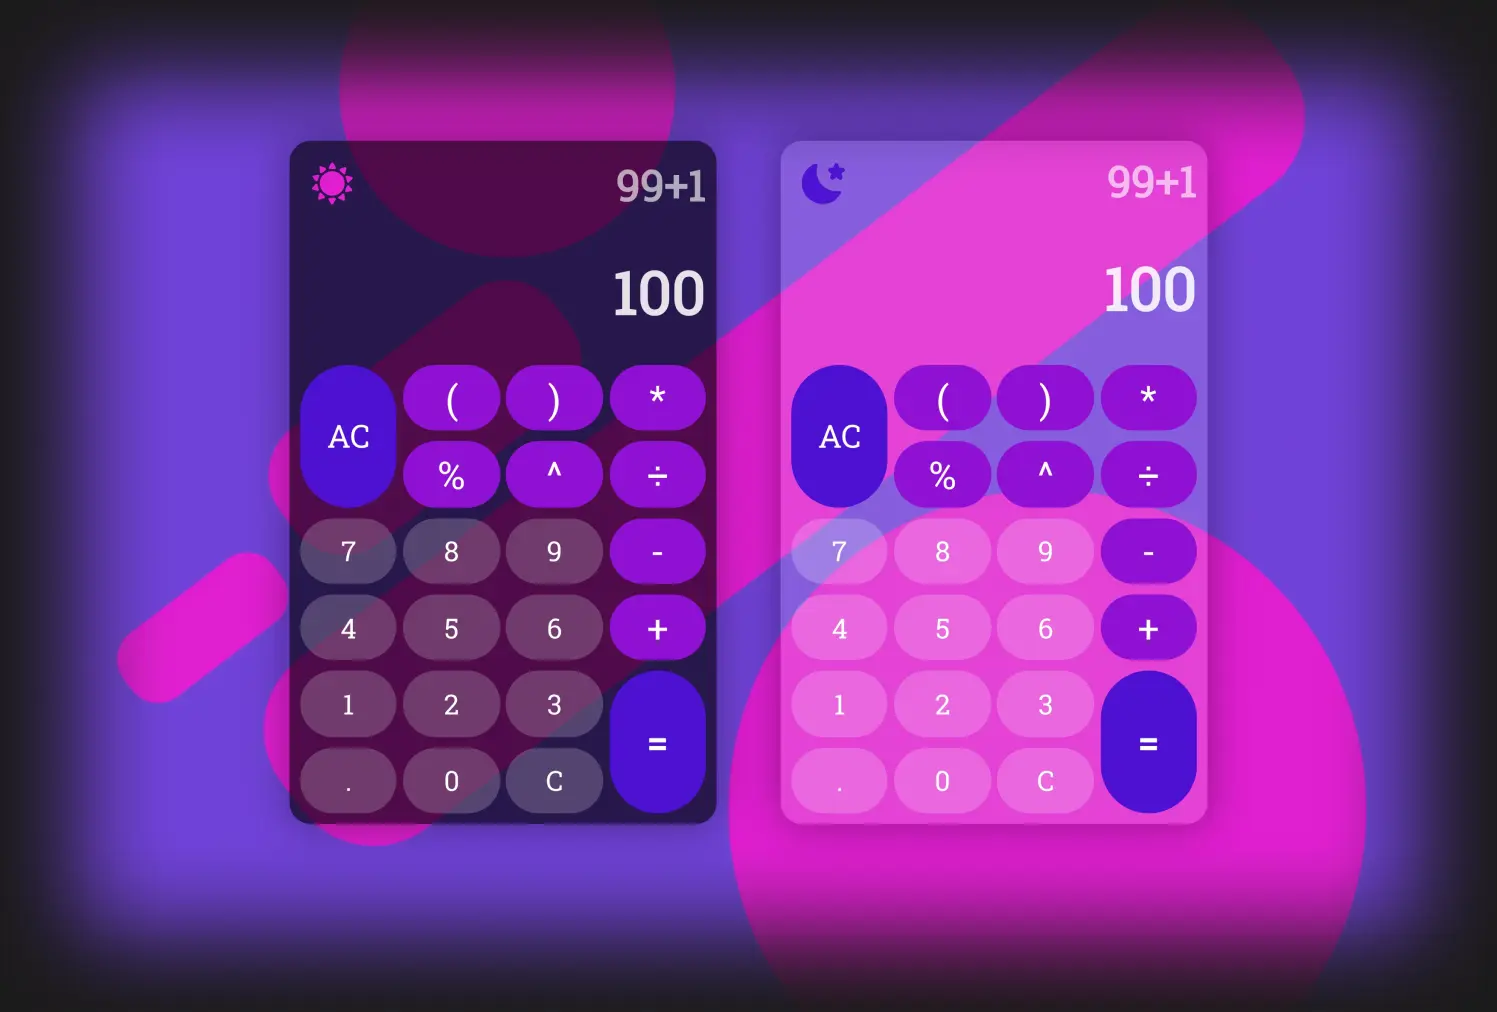 99+1
100
AC ( ) *
% ^ ÷
7 8 9 -
4 5 6 +
1 2 3 =
. 0 C
99+1
100
AC ( ) *
% ^ ÷
7 8 9 -
4 5 6 +
1 2 3 =
. 0 C